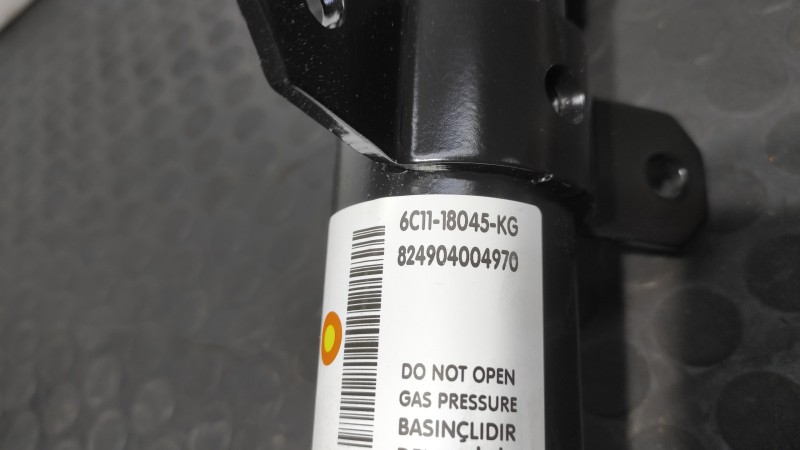 6C11-18045-KG
824904004970
DO NOT OPEN
GAS PRESSURE
BASINÇLIDIR